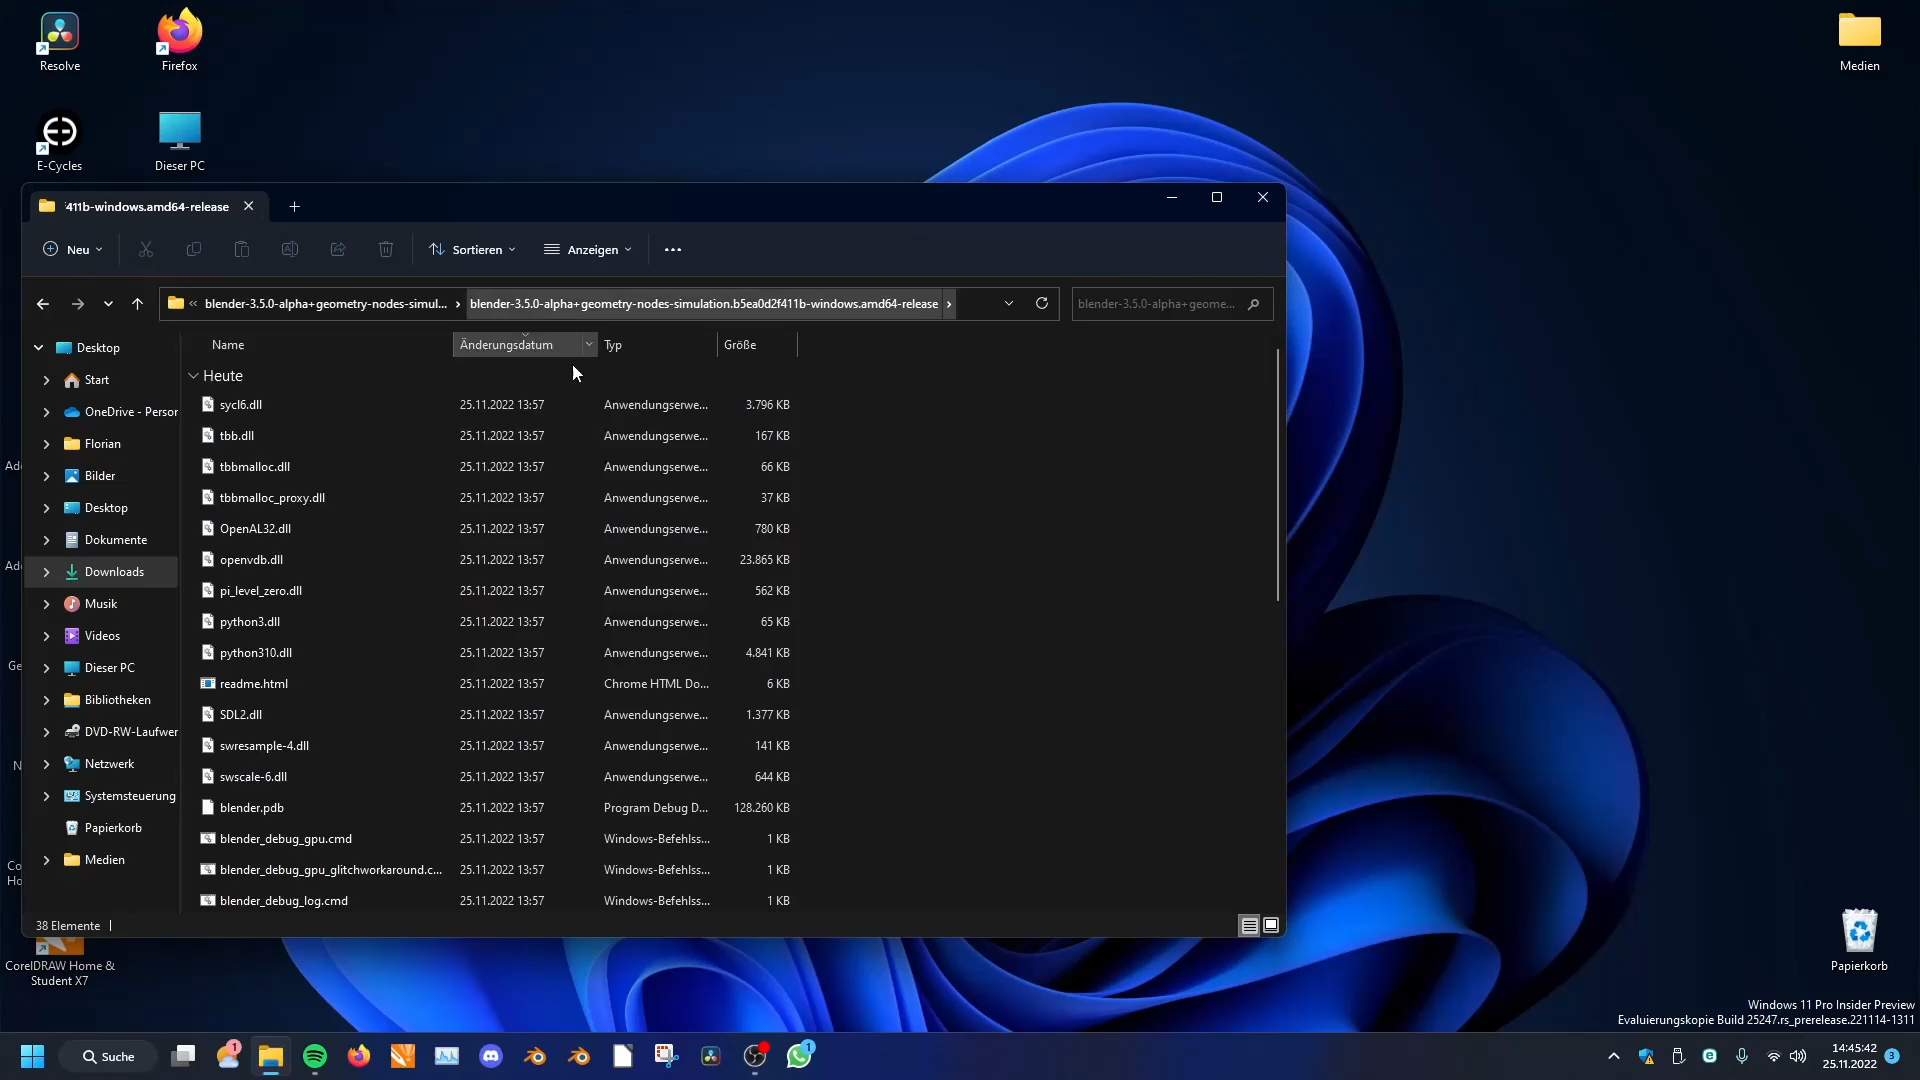 Resolve
Firefox
Medien
E-Cycles
Dieser PC
411b-windows.amd64-release
Neu
Sortieren
Anzeigen
blender-3.5.0-alpha+geometry-nodes-simul...
blender-3.5.0-alpha+geometry-nodes-simulation.b5ea0d2f411b-windows.amd64-release
blender-3.5.0-alpha+geome...
Desktop
Start
OneDrive - Person
Florian
Bilder
Desktop
Dokumente
Downloads
Musik
Videos
Dieser PC
Bibliotheken
DVD-RW-Laufwer
Netzwerk
Systemsteuerung
Papierkorb
Medien
Name Änderungsdatum Typ Größe
Heute
sycl6.dll 25.11.2022 13:57 Anwendungserwe... 3.796 KB
tbb.dll 25.11.2022 13:57 Anwendungserwe... 167 KB
tbbmalloc.dll 25.11.2022 13:57 Anwendungserwe... 66 KB
tbbmalloc_proxy.dll 25.11.2022 13:57 Anwendungserwe... 37 KB
OpenAL32.dll 25.11.2022 13:57 Anwendungserwe... 780 KB
openvdb.dll 25.11.2022 13:57 Anwendungserwe... 23.865 KB
pi_level_zero.dll 25.11.2022 13:57 Anwendungserwe... 562 KB
python3.dll 25.11.2022 13:57 Anwendungserwe... 65 KB
python310.dll 25.11.2022 13:57 Anwendungserwe... 4.841 KB
readme.html 25.11.2022 13:57 Chrome HTML Do... 6 KB
SDL2.dll 25.11.2022 13:57 Anwendungserwe... 1.377 KB
swresample-4.dll 25.11.2022 13:57 Anwendungserwe... 141 KB
swscale-6.dll 25.11.2022 13:57 Anwendungserwe... 644 KB
blender.pdb 25.11.2022 13:57 Program Debug D... 128.260 KB
blender_debug_gpu.cmd 25.11.2022 13:57 Windows-Befehlss... 1 KB
blender_debug_gpu_glitchworkaround.c... 25.11.2022 13:57 Windows-Befehlss... 1 KB
blender_debug_log.cmd 25.11.2022 13:57 Windows-Befehlss... 1 KB
38 Elemente
Ad
Ad
Ge
N
Co
Ho
CorelDRAW Home &
Student X7
Papierkorb
Windows 11 Pro Insider Preview
Evaluierungskopie Build 25247.rs_prerelease.221114-1311
Suche
1
1
14:45:42
25.11.2022
3